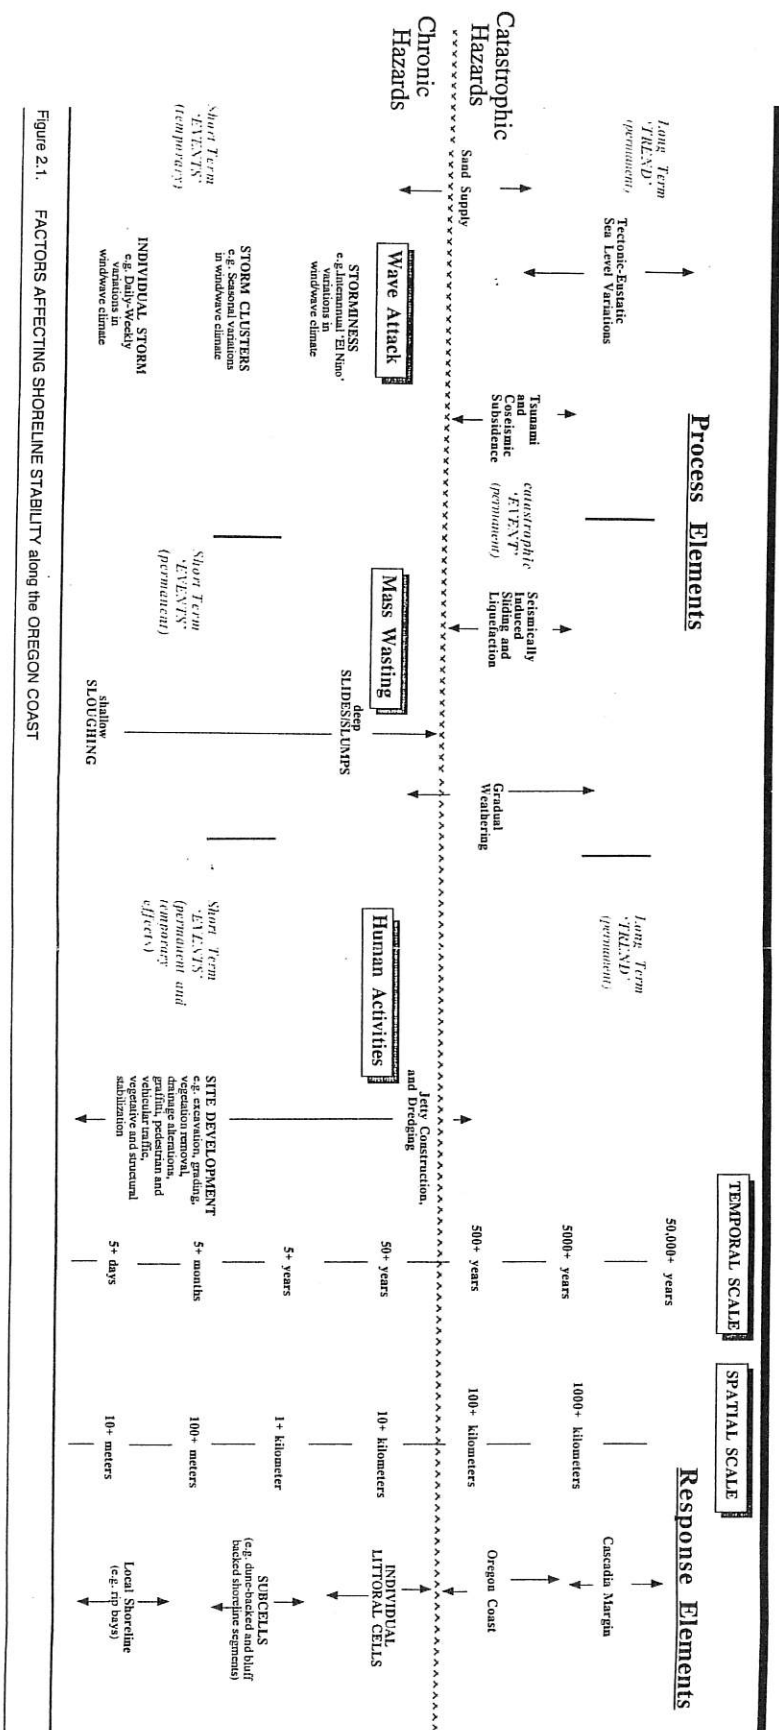 Process Elements
TEMPORAL SCALE
SPATIAL SCALE
Response Elements
Long Term
'TREND'
(permanent)
Tectonic-Eustatic
Sea Level Variations
Long Term
'TREND'
(permanent)
50,000+ years
5000+ years
1000+ kilometers
Cascadia Margin
Catastrophic
Hazards
Sand Supply
Tsunami
and
Coseismic
Subsidence
catastrophic
'EVENT'
(permanent)
Seismically
Induced
Sliding and
Liquefaction
Gradual
Weathering
500+ years
100+ kilometers
Oregon Coast
Chronic
Hazards
Wave Attack
Mass Wasting
Human Activities
Jetty Construction,
and Dredging
STORMINESS
e.g.Interannual 'El Nino'
variations in
wind/wave climate
deep
SLIDES/SLUMPS
50+ years
10+ kilometers
INDIVIDUAL
LITTORAL CELLS
STORM CLUSTERS
e.g. Seasonal variations
in wind/wave climate
5+ years
1+ kilometer
SUBCELLS
(e.g. dune-backed and bluff
backed shoreline segments)
Short Term
'EVENTS'
(temporary)
Short Term
'EVENTS'
(permanent)
Short Term
'EVENTS'
(permanent and
temporary
effects)
SITE DEVELOPMENT
e.g. excavation, grading,
vegetation removal,
drainage alterations,
graffiti, pedestrian and
vehicular traffic,
vegetative and structural
stabilization
5+ months
100+ meters
INDIVIDUAL STORM
e.g. Daily-Weekly
variations in
wind/wave climate
shallow
SLOUGHING
5+ days
10+ meters
Local Shoreline
(e.g. rip bays)
Figure 2.1. FACTORS AFFECTING SHORELINE STABILITY along the OREGON COAST